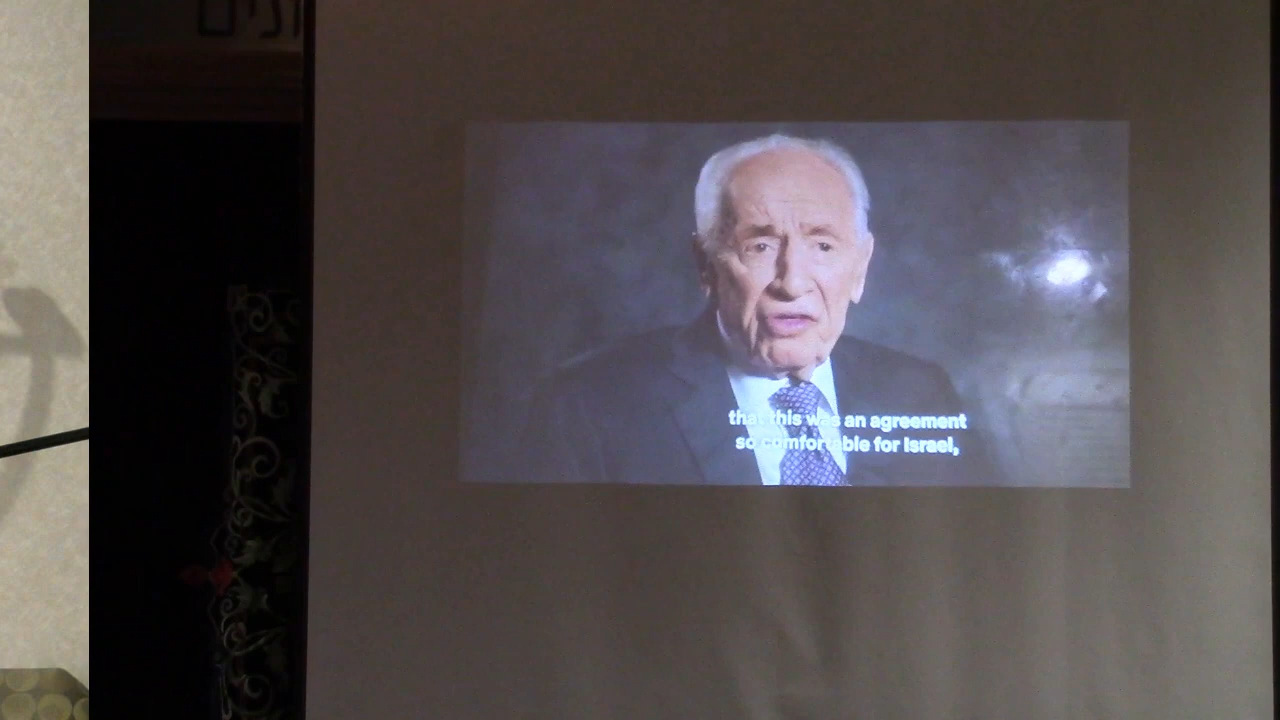 that this was an agreement
so comfortable for Israel,